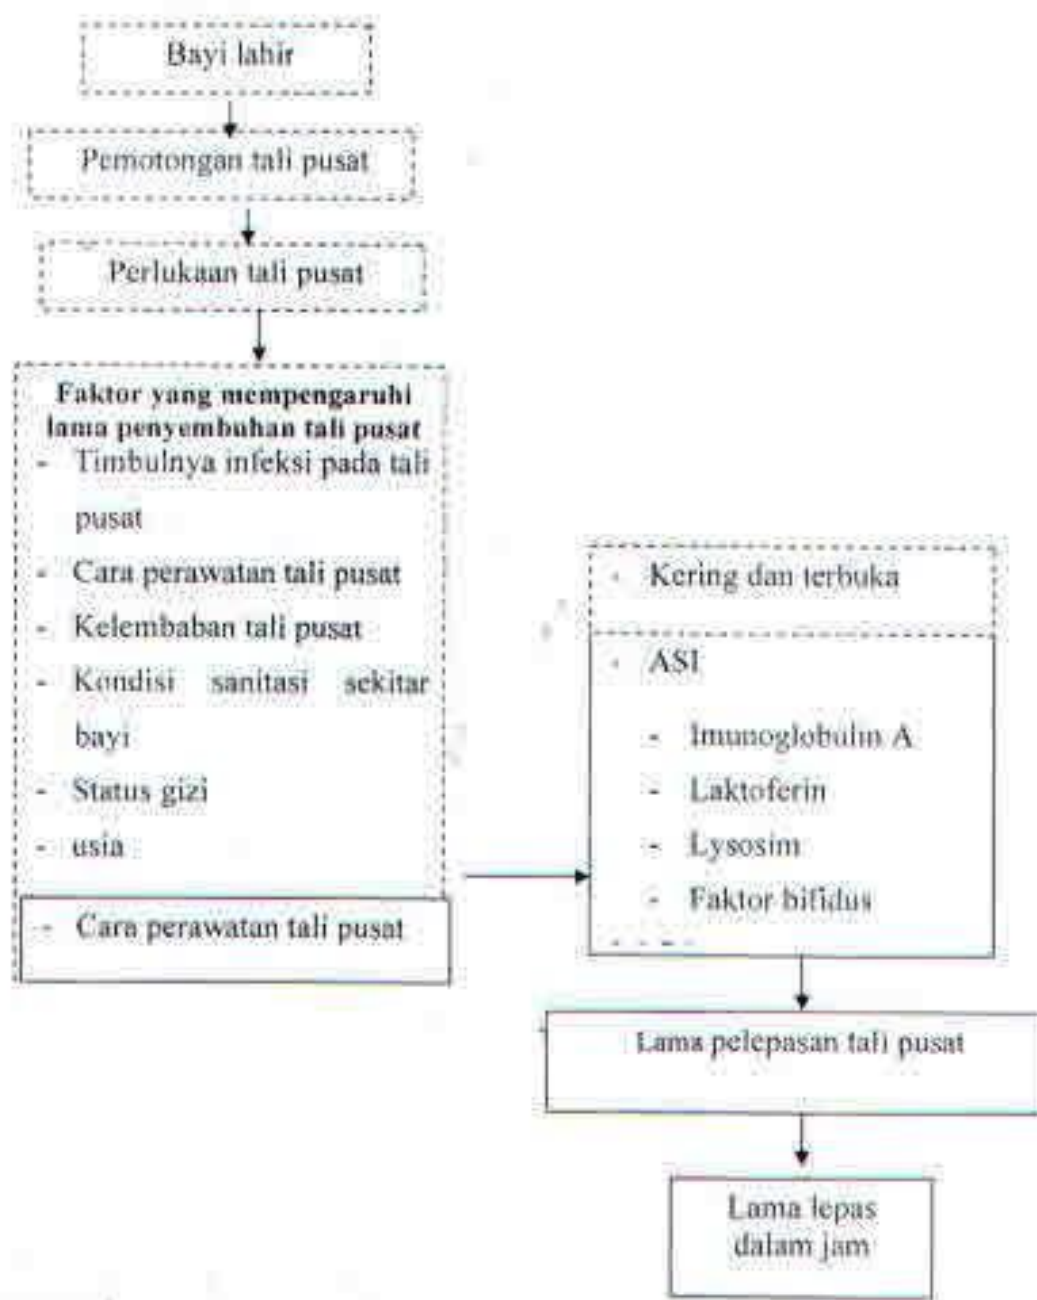 Bayi lahir
Pemotongan tali pusat
Perlukaan tali pusat
Faktor yang mempengaruhi
lama penyembuhan tali pusat
- Timbulnya infeksi pada tali
pusat
- Cara perawatan tali pusat
- Kelembaban tali pusat
- Kondisi sanitasi sekitar
bayi
- Status gizi
- usia
- Cara perawatan tali pusat
- Kering dan terbuka
- ASI
- Imunoglobulin A
- Laktoferin
- Lysosim
- Faktor bifidus
Lama pelepasan tali pusat
Lama lepas
dalam jam